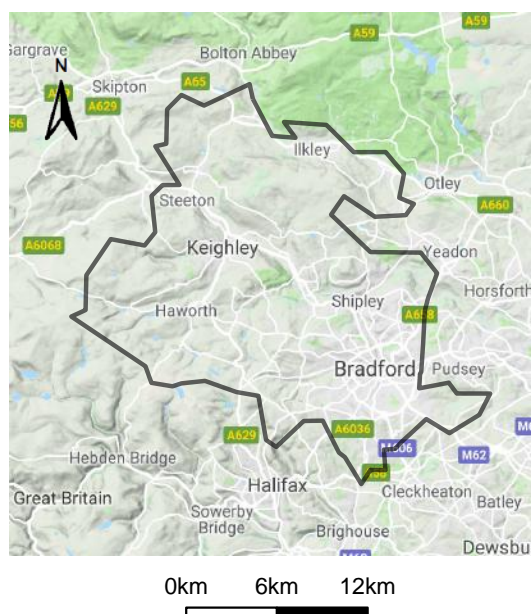 A59
A59
Gargrave
Bolton Abbey
N
A65
Skipton
A629
56
Ilkley
Otley
Steeton
A660
A6068
Keighley
Yeadon
Horsforth
Shipley
Haworth
A658
Bradford
Pudsey
A629
A6036
M606
M62
Hebden Bridge
Halifax
Cleckheaton
Great Britain
Batley
Sowerby
Bridge
Brighouse
Dewsbu
0km 6km 12km